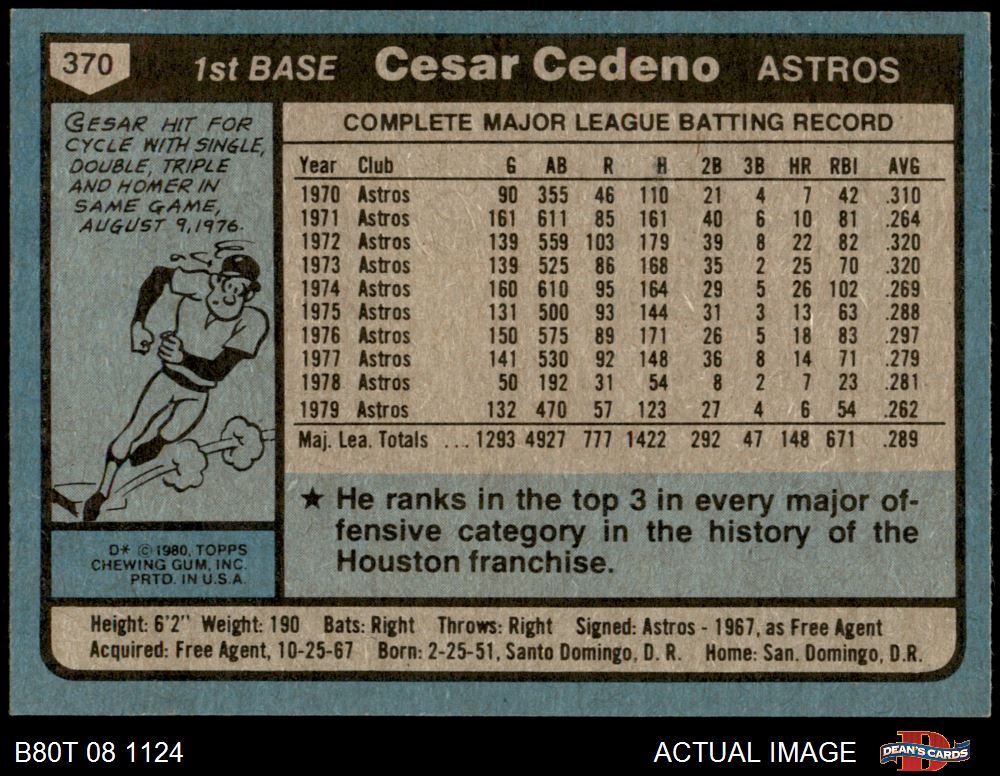 370 1st BASE Cesar Cedeno ASTROS
CESAR HIT FOR
CYCLE WITH SINGLE,
DOUBLE, TRIPLE
AND HOMER IN
SAME GAME,
AUGUST 9, 1976.
COMPLETE MAJOR LEAGUE BATTING RECORD
Year Club G AB R H 2B 3B HR RBI AVG
1970 Astros 90 355 46 110 21 4 7 42 .310
1971 Astros 161 611 85 161 40 6 10 81 .264
1972 Astros 139 559 103 179 39 8 22 82 .320
1973 Astros 139 525 86 168 35 2 25 70 .320
1974 Astros 160 610 95 164 29 5 26 102 .269
1975 Astros 131 500 93 144 31 3 13 63 .288
1976 Astros 150 575 89 171 26 5 18 83 .297
1977 Astros 141 530 92 148 36 8 14 71 .279
1978 Astros 50 192 31 54 8 2 7 23 .281
1979 Astros 132 470 57 123 27 4 6 54 .262
Maj. Lea. Totals ... 1293 4927 777 1422 292 47 148 671 .289
★ He ranks in the top 3 in every major of-
fensive category in the history of the
Houston franchise.
D* © 1980, TOPPS
CHEWING GUM, INC.
PRTD. IN U.S.A.
Height: 6'2" Weight: 190 Bats: Right Throws: Right Signed: Astros - 1967, as Free Agent
Acquired: Free Agent, 10-25-67 Born: 2-25-51, Santo Domingo, D. R. Home: San. Domingo, D.R.
B80T 08 1124 ACTUAL IMAGE D DEAN'S CARDS